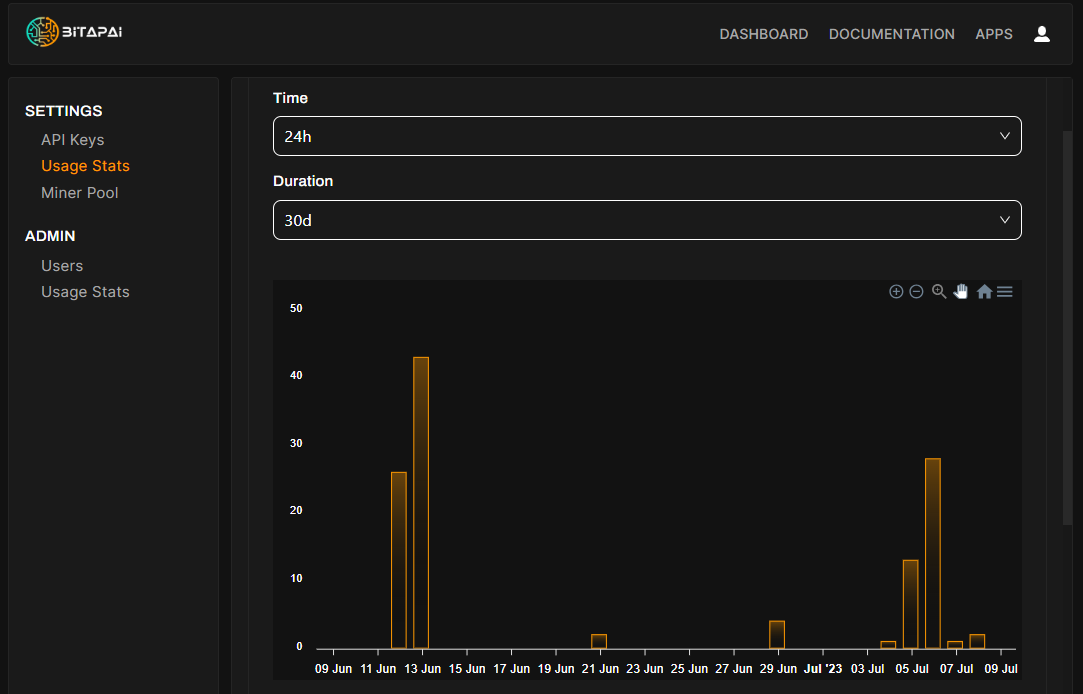 BiTAPAi
DASHBOARD DOCUMENTATION APPS
SETTINGS
API Keys
Usage Stats
Miner Pool
ADMIN
Users
Usage Stats
Time
24h
Duration
30d
50
40
30
20
10
0
09 Jun 11 Jun 13 Jun 15 Jun 17 Jun 19 Jun 21 Jun 23 Jun 25 Jun 27 Jun 29 Jun Jul '23 03 Jul 05 Jul 07 Jul 09 Jul